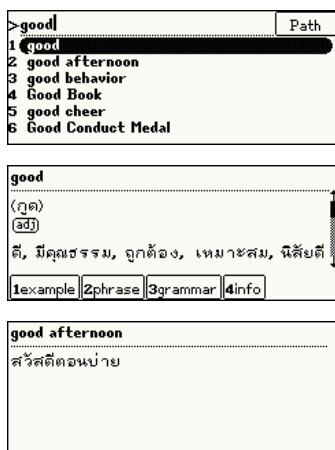 >good
Path
1 good
2 good afternoon
3 good behavior
4 Good Book
5 good cheer
6 Good Conduct Medal
good
(กูด)
adj
ดี, มีคุณธรรม, ถูกต้อง, เหมาะสม, นิสัยดี
1example 2phrase 3grammar 4info
good afternoon
สวัสดีตอนบ่าย